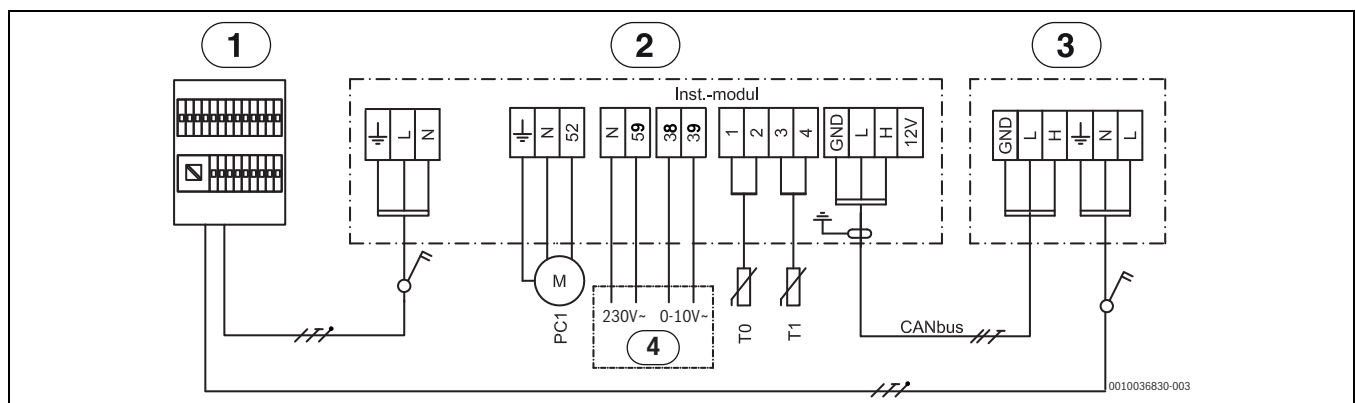 1
2
3
Inst.-modul
L
N
N
52
N
59
38
39
1
2
3
4
GND
L
H
12V
GND
L
H
N
L
M
PC1
230V~
0-10V~
4
T0
T1
CANbus
0010036830-003